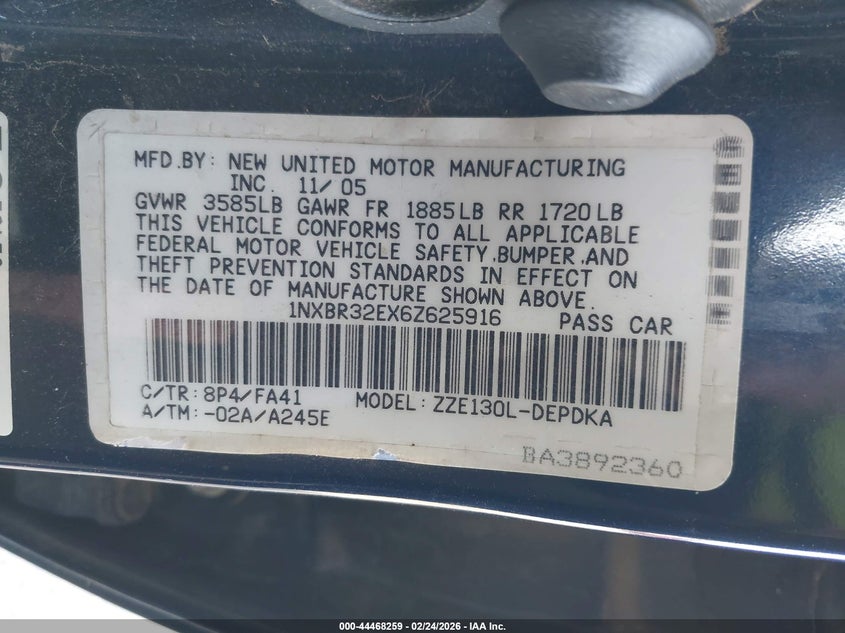 MFD.BY: NEW UNITED MOTOR MANUFACTURING
INC. 11/05
GVWR 3585LB GAWR FR 1885LB RR 1720LB
THIS VEHICLE CONFORMS TO ALL APPLICABLE
FEDERAL MOTOR VEHICLE SAFETY,BUMPER,AND
THEFT PREVENTION STANDARDS IN EFFECT ON
THE DATE OF MANUFACTURE SHOWN ABOVE.
1NXBR32EX6Z625916 PASS CAR
C/TR:8P4/FA41 MODEL:ZZE130L-DEPDKA
A/TM:-02A/A245E
BA3892360
000-44468259 - 02/24/2026 - IAA Inc.